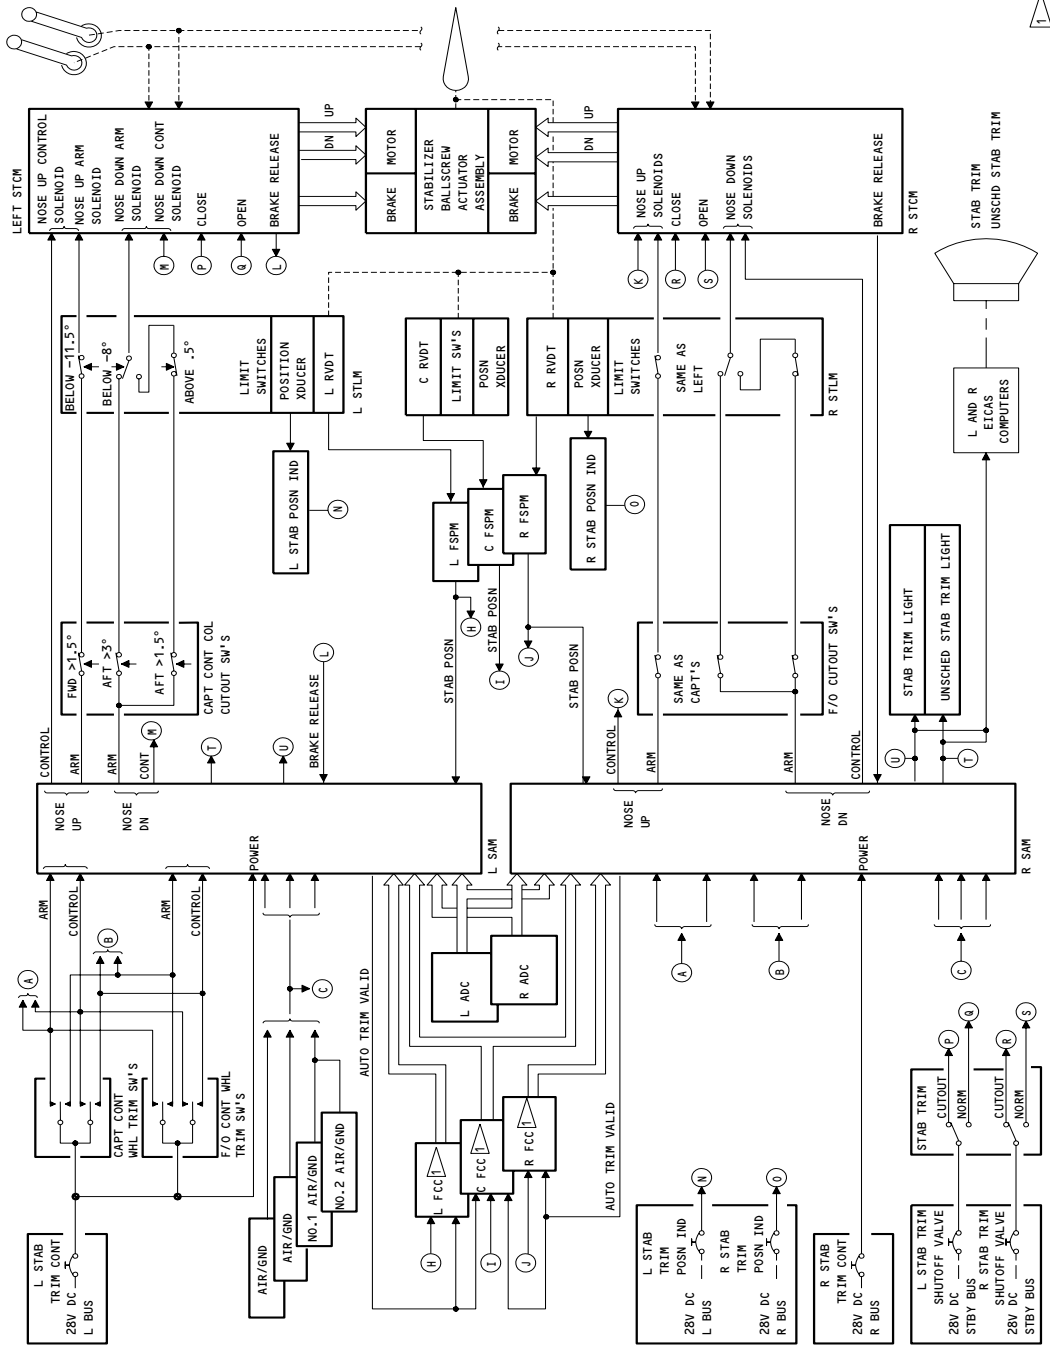 1
LEFT STCM
NOSE UP CONTROL
SOLENOID
NOSE UP ARM
SOLENOID
NOSE DOWN ARM
SOLENOID
NOSE DOWN CONT
SOLENOID
CLOSE
OPEN
BRAKE RELEASE
M
P
Q
L
UP
DN
MOTOR
BRAKE
STABILIZER
BALLSCREW
ACTUATOR
ASSEMBLY
MOTOR
BRAKE
UP
DN
NOSE UP
SOLENOIDS
CLOSE
OPEN
NOSE DOWN
SOLENOIDS
BRAKE RELEASE
R STCM
K
R
S
STAB TRIM
UNSCHD STAB TRIM
BELOW -11.5°
BELOW -8°
ABOVE .5°
LIMIT
SWITCHES
POSITION
XDUCER
L RVDT
L STLM
C RVDT
LIMIT SW'S
POSN
XDUCER
R RVDT
POSN
XDUCER
LIMIT
SWITCHES
SAME AS
LEFT
R STLM
L AND R
EICAS
COMPUTERS
L STAB POSN IND
N
L FSPM
C FSPM
R FSPM
R STAB POSN IND
O
FWD >1.5°
AFT >3°
AFT >1.5°
CAPT CONT COL
CUTOUT SW'S
L
BRAKE RELEASE
STAB POSN
H
STAB POSN
I
J
STAB POSN
SAME AS
CAPT'S
F/O CUTOUT SW'S
STAB TRIM LIGHT
UNSCHED STAB TRIM LIGHT
CONTROL
ARM
ARM
CONT
M
T
U
K
CONTROL
ARM
ARM
CONTROL
U
T
NOSE
UP
NOSE
DN
POWER
L SAM
NOSE
UP
NOSE
DN
POWER
R SAM
ARM
CONTROL
ARM
CONTROL
A
B
C
AUTO TRIM VALID
L ADC
R ADC
A
B
C
CAPT CONT
WHL TRIM SW'S
F/O CONT WHL
TRIM SW'S
AIR/GND
AIR/GND
NO.1 AIR/GND
NO.2 AIR/GND
L FCC
1
C FCC
1
R FCC
1
H
I
J
AUTO TRIM VALID
STAB TRIM
CUTOUT
NORM
CUTOUT
NORM
P
Q
R
S
L STAB
TRIM CONT
28V DC
L BUS
L STAB
TRIM
POSN IND
28V DC
L BUS
N
R STAB
TRIM
POSN IND
28V DC
R BUS
O
R STAB
TRIM CONT
28V DC
R BUS
L STAB TRIM
SHUTOFF VALVE
28V DC
STBY BUS
R STAB TRIM
SHUTOFF VALVE
28V DC
STBY BUS